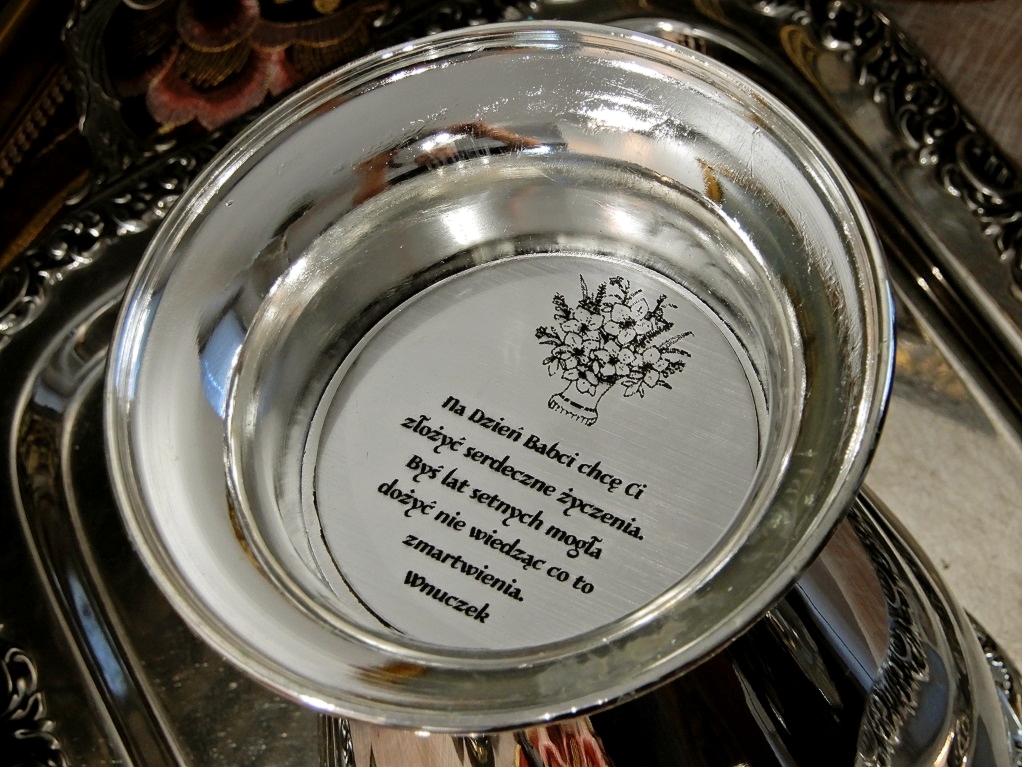 Na Dzień Babci chcę Ci
złożyć serdeczne życzenia.
Byś lat setnych mogła
dożyć nie wiedząc co to
zmartwienia.
Wnuczek